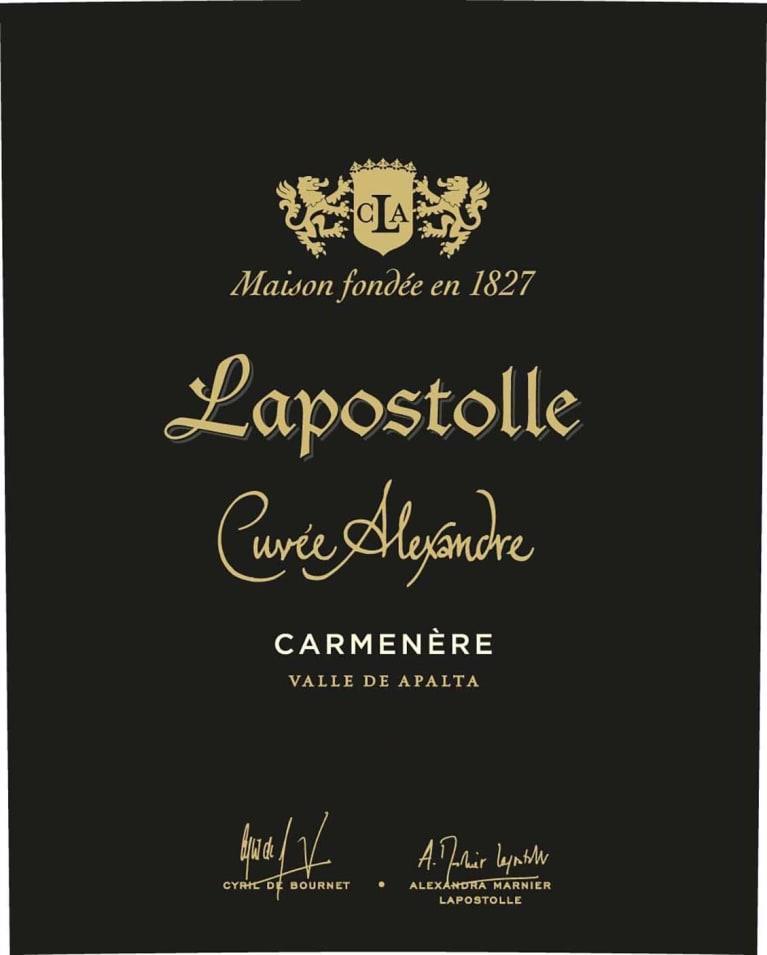 CLA
Maison fondée en 1827
Lapostolle
Cuvée Alexandre
CARMENÈRE
VALLE DE APALTA
CYRIL DE BOURNET • ALEXANDRA MARNIER
LAPOSTOLLE